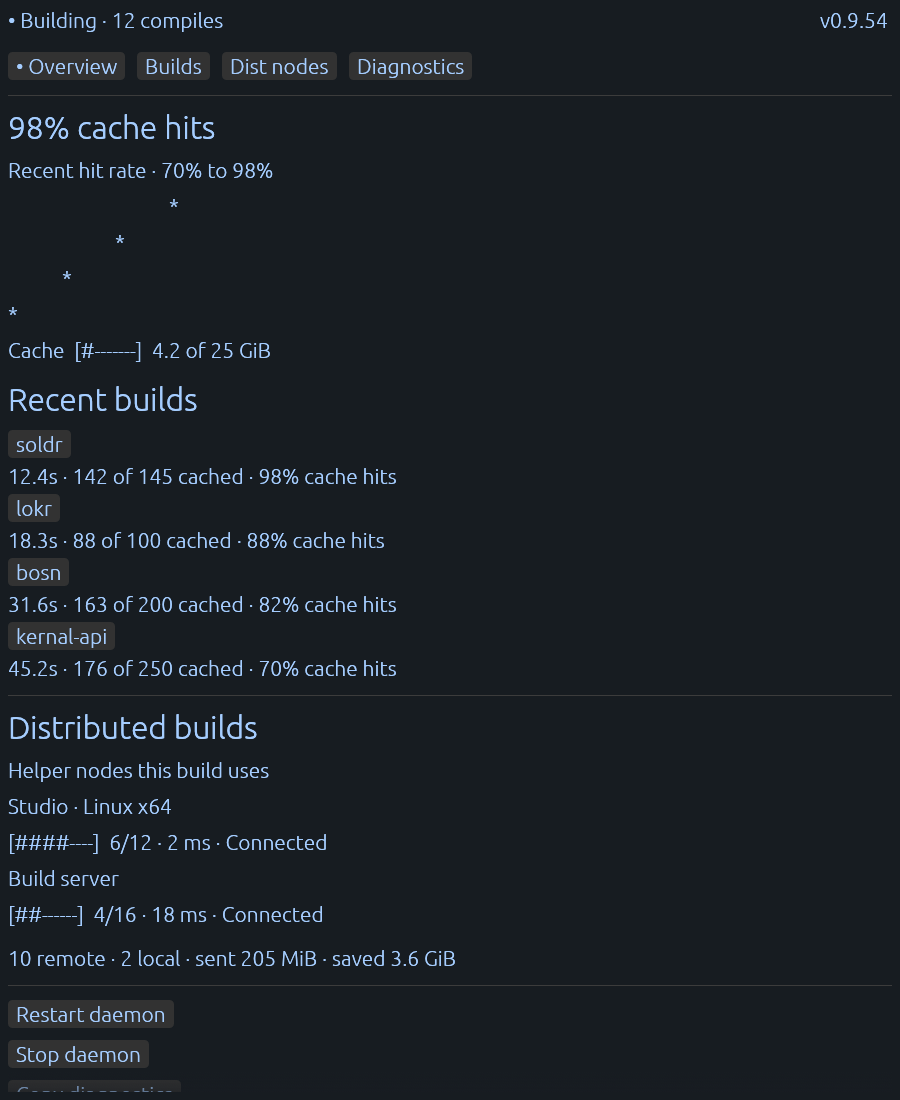 • Building · 12 compiles v0.9.54
• Overview Builds Dist nodes Diagnostics
98% cache hits
Recent hit rate · 70% to 98%
*
*
*
*
Cache [#-------] 4.2 of 25 GiB
Recent builds
soldr
12.4s · 142 of 145 cached · 98% cache hits
lokr
18.3s · 88 of 100 cached · 88% cache hits
bosn
31.6s · 163 of 200 cached · 82% cache hits
kernal-api
45.2s · 176 of 250 cached · 70% cache hits
Distributed builds
Helper nodes this build uses
Studio · Linux x64
[####----] 6/12 · 2 ms · Connected
Build server
[##------] 4/16 · 18 ms · Connected
10 remote · 2 local · sent 205 MiB · saved 3.6 GiB
Restart daemon
Stop daemon
Copy diagnostics